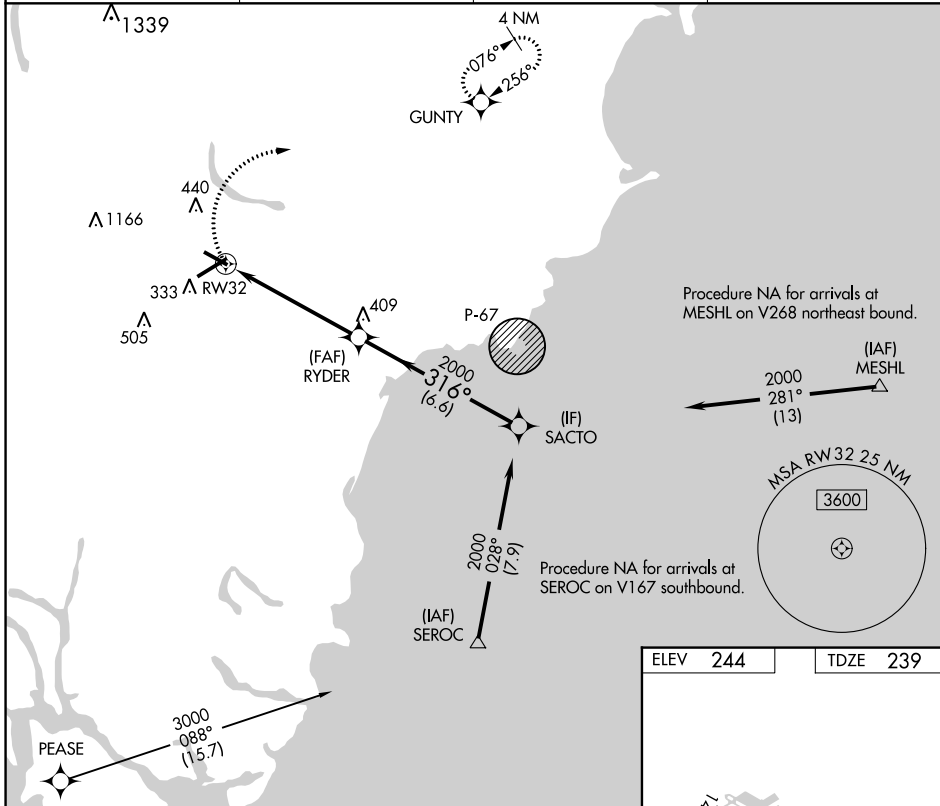 1339
4 NM
076°
256°
GUNTY
440
1166
333
RW32
505
409
(FAF)
RYDER
P-67
2000
316°
(6.6)
(IF)
SACTO
Procedure NA for arrivals at
MESHL on V268 northeast bound.
(IAF)
MESHL
2000
281°
(13)
MSA RW32 25 NM
3600
2000
028°
(7.9)
Procedure NA for arrivals at
SEROC on V167 southbound.
(IAF)
SEROC
3000
088°
(15.7)
PEASE
ELEV 244
TDZE 239